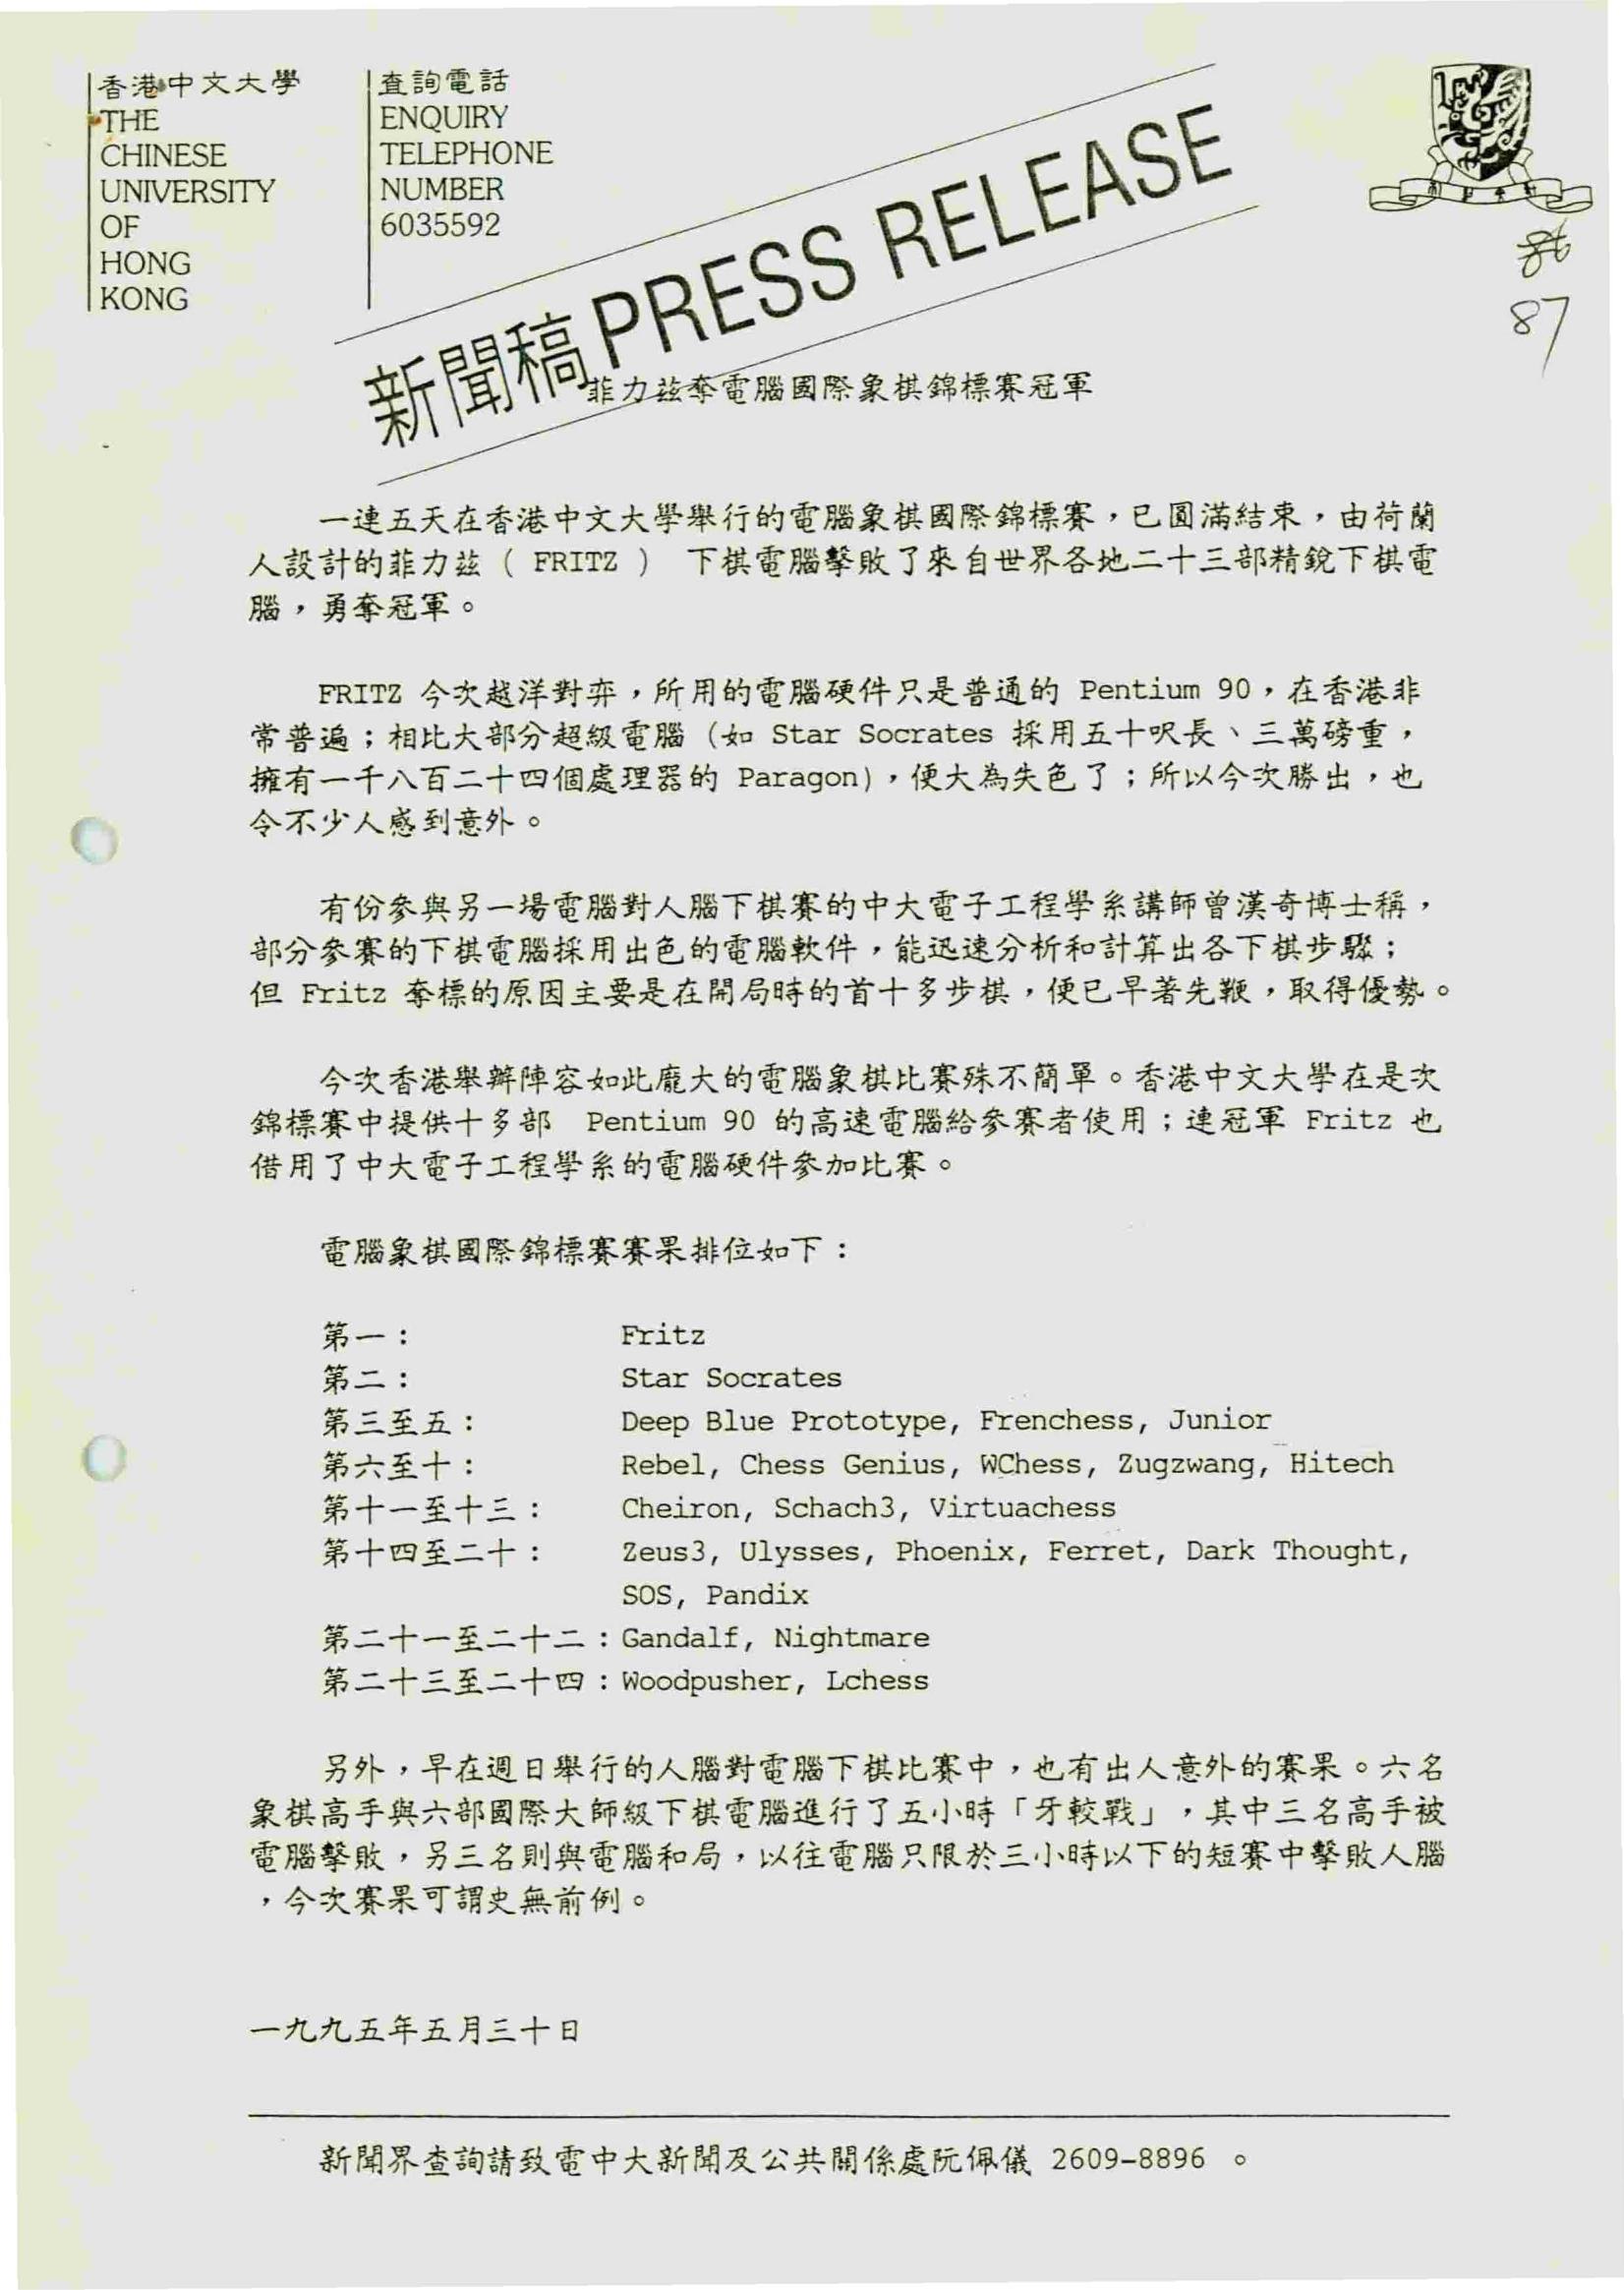 香港中文大學
THE
CHINESE
UNIVERSITY
OF
HONG
KONG
查詢電話
ENQUIRY
TELEPHONE
NUMBER
6035592
新聞稿 PRESS RELEASE
87
菲力茲奪電腦國際象棋錦標賽冠軍
一連五天在香港中文大學舉行的電腦象棋國際錦標賽，已圓滿結束，由荷蘭
人設計的菲力茲 ( FRITZ ) 下棋電腦擊敗了來自世界各地二十三部精銳下棋電
腦，勇奪冠軍。
FRITZ 今次越洋對弈，所用的電腦硬件只是普通的 Pentium 90，在香港非
常普遍；相比大部分超級電腦 (如 Star Socrates 採用五十呎長、三萬磅重，
擁有一千八百二十四個處理器的 Paragon)，便大為失色了；所以今次勝出，也
令不少人感到意外。
有份參與另一場電腦對人腦下棋賽的中大電子工程學系講師曾漢奇博士稱，
部分參賽的下棋電腦採用出色的電腦軟件，能迅速分析和計算出各下棋步驟；
但 Fritz 奪標的原因主要是在開局時的首十多步棋，便已早著先鞭，取得優勢。
今次香港舉辦陣容如此龐大的電腦象棋比賽殊不簡單。香港中文大學在是次
錦標賽中提供十多部 Pentium 90 的高速電腦給參賽者使用；連冠軍 Fritz 也
借用了中大電子工程學系的電腦硬件參加比賽。
電腦象棋國際錦標賽賽果排位如下：
第一： Fritz
第二： Star Socrates
第三至五： Deep Blue Prototype, Frenchess, Junior
第六至十： Rebel, Chess Genius, WChess, Zugzwang, Hitech
第十一至十三： Cheiron, Schach3, Virtuachess
第十四至二十： Zeus3, Ulysses, Phoenix, Ferret, Dark Thought,
SOS, Pandix
第二十一至二十二：Gandalf, Nightmare
第二十三至二十四：Woodpusher, Lchess
另外，早在週日舉行的人腦對電腦下棋比賽中，也有出人意外的賽果。六名
象棋高手與六部國際大師級下棋電腦進行了五小時「牙較戰」，其中三名高手被
電腦擊敗，另三名則與電腦和局，以往電腦只限於三小時以下的短賽中擊敗人腦
，今次賽果可謂史無前例。
一九九五年五月三十日
新聞界查詢請致電中大新聞及公共關係處阮佩儀 2609-8896 。